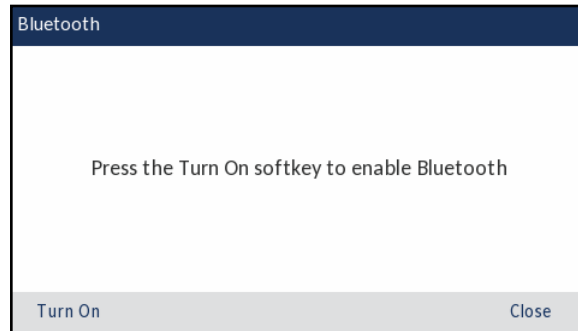 Bluetooth
Press the Turn On softkey to enable Bluetooth
Turn On Close